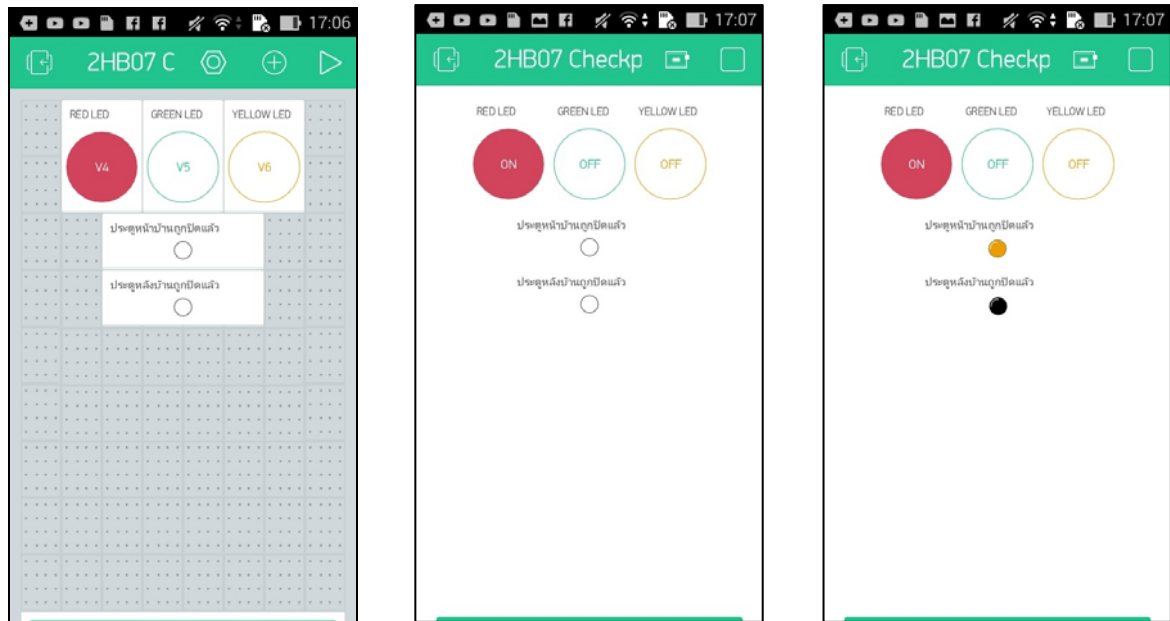 17:06
2HB07 C
RED LED GREEN LED YELLOW LED
V4 V5 V6
ประตูหน้าบ้านถูกปิดแล้ว
ประตูหลังบ้านถูกปิดแล้ว
17:07
2HB07 Checkp
RED LED GREEN LED YELLOW LED
ON OFF OFF
ประตูหน้าบ้านถูกปิดแล้ว
ประตูหลังบ้านถูกปิดแล้ว
17:07
2HB07 Checkp
RED LED GREEN LED YELLOW LED
ON OFF OFF
ประตูหน้าบ้านถูกปิดแล้ว
ประตูหลังบ้านถูกปิดแล้ว